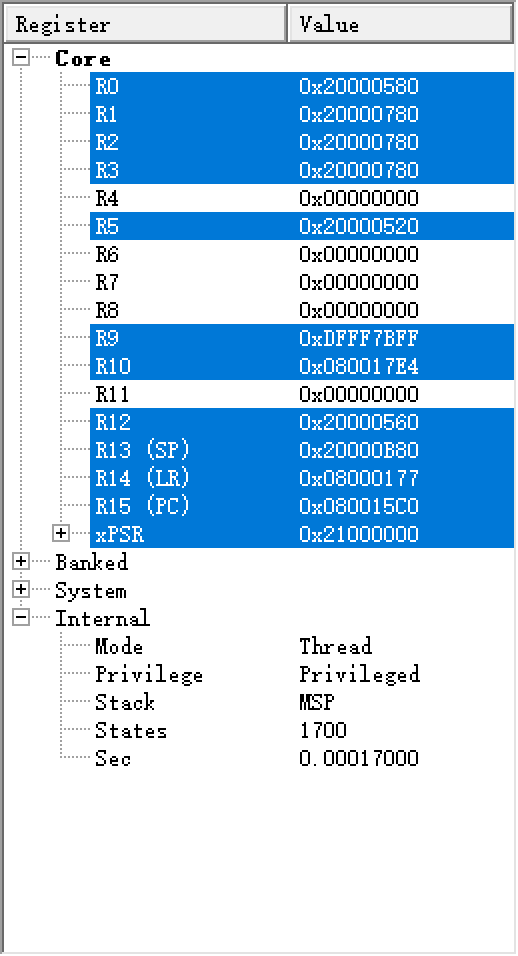 Register Value
Core
R0 0x20000580
R1 0x20000780
R2 0x20000780
R3 0x20000780
R4 0x00000000
R5 0x20000520
R6 0x00000000
R7 0x00000000
R8 0x00000000
R9 0xDFFF7BFF
R10 0x080017E4
R11 0x00000000
R12 0x20000560
R13 (SP) 0x20000B80
R14 (LR) 0x08000177
R15 (PC) 0x080015C0
xPSR 0x21000000
Banked
System
Internal
Mode Thread
Privilege Privileged
Stack MSP
States 1700
Sec 0.00017000